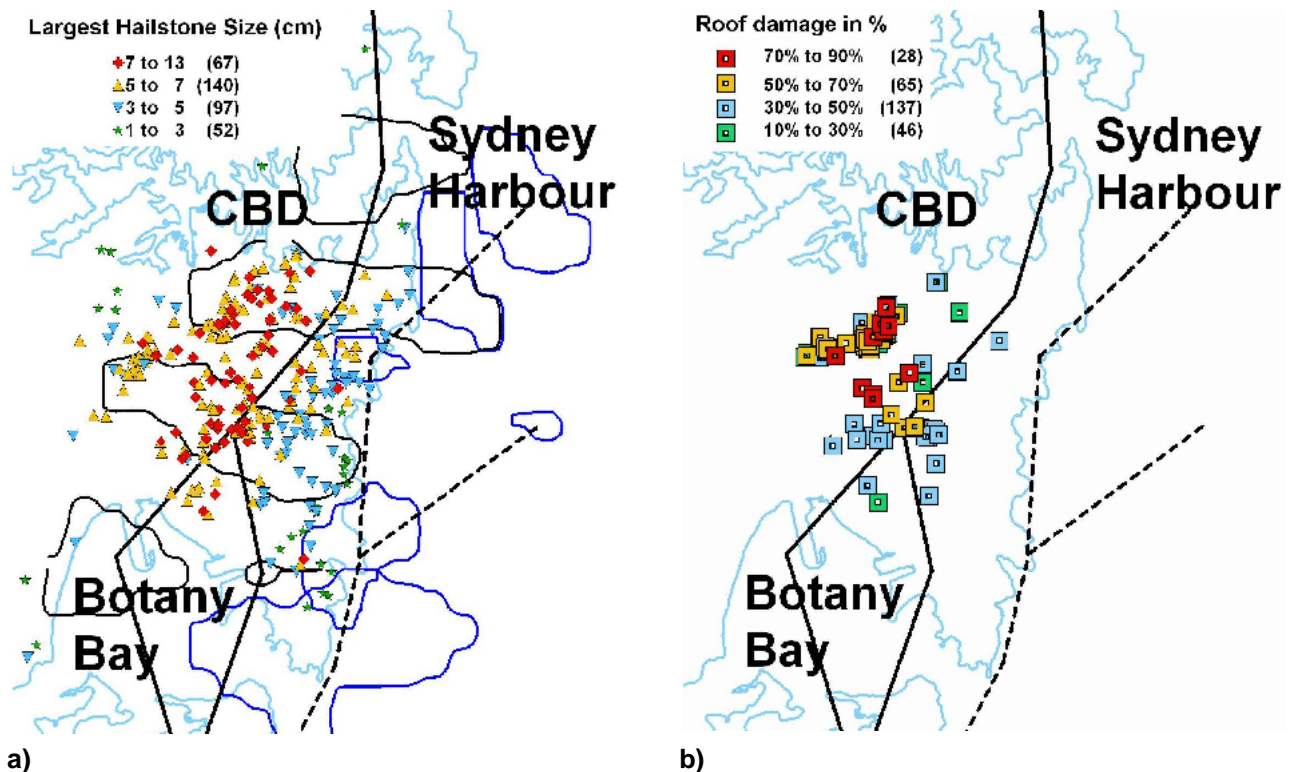 Largest Hailstone Size (cm)
7 to 13 (67)
5 to 7 (140)
3 to 5 (97)
1 to 3 (52)
Sydney
Harbour
CBD
Botany
Bay
a)
Roof damage in %
70% to 90% (28)
50% to 70% (65)
30% to 50% (137)
10% to 30% (46)
Sydney
Harbour
CBD
Botany
Bay
b)